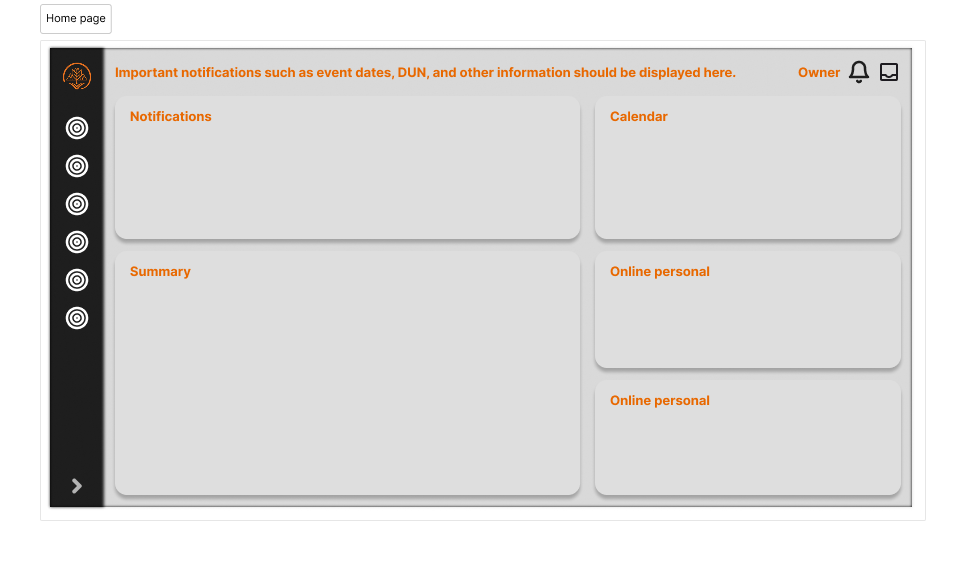 Home page
Important notifications such as event dates, DUN, and other information should be displayed here.
Owner
Notifications
Calendar
Summary
Online personal
Online personal